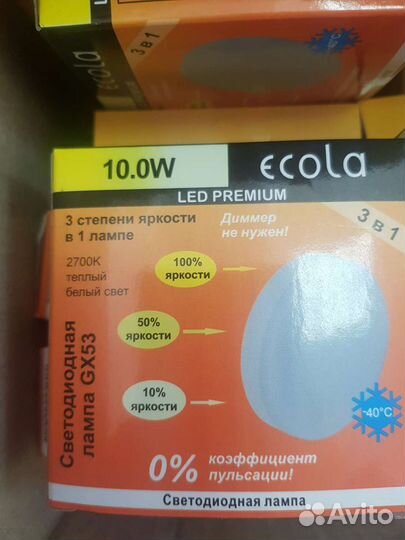 ecola
3 в 1
10.0W
ecola
LED PREMIUM
3 степени яркости
в 1 лампе
Диммер
не нужен!
3 в 1
2700K
теплый
белый свет
100%
яркости
50%
яркости
10%
яркости
Светодиодная
лампа GX53
-40°C
0% коэффициент
пульсации!
Светодиодная лампа
Avito